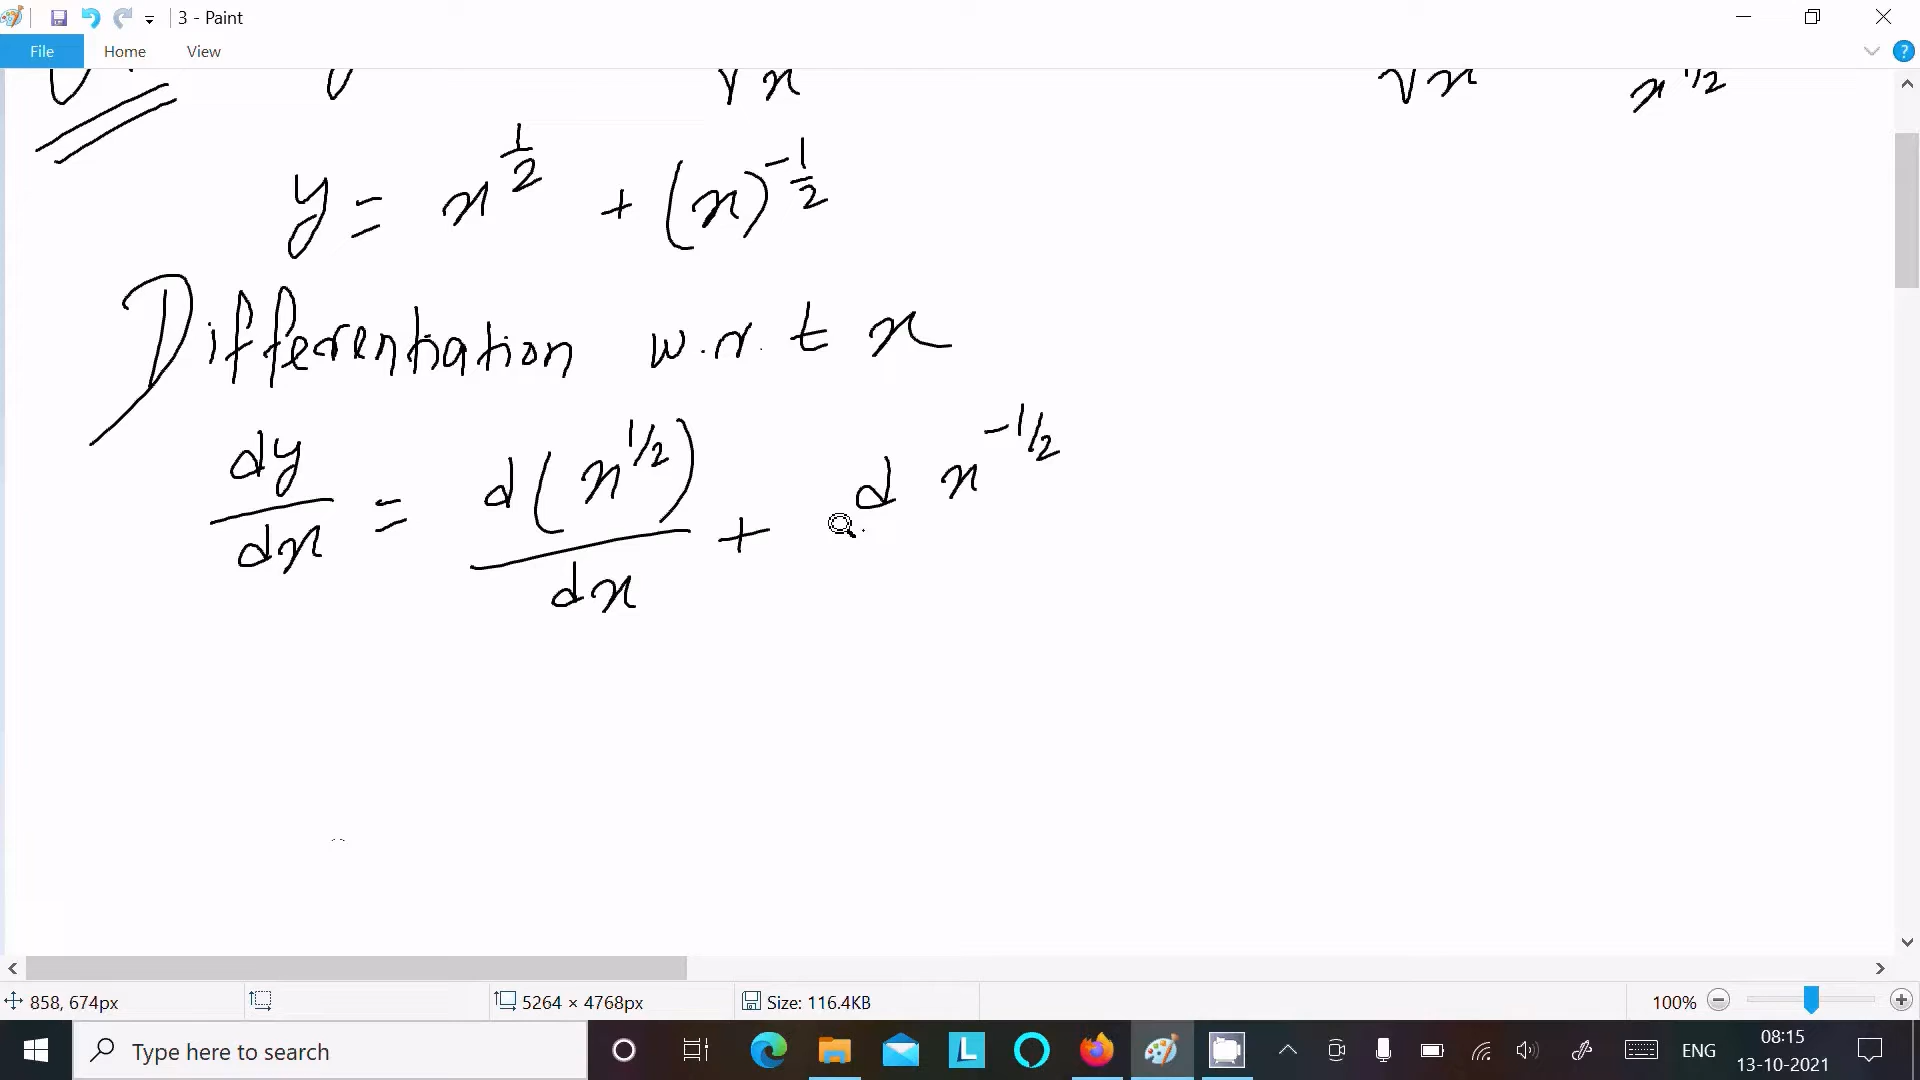 3 - Paint
File Home View
√x √x x^1/2
y = x^1/2 + (x)^-1/2
Differentiation w.r.t x
dy/dx = d(x^1/2)/dx + d x^-1/2
858, 674px 5264 × 4768px Size: 116.4KB 100%
Type here to search L ENG 08:15
13-10-2021